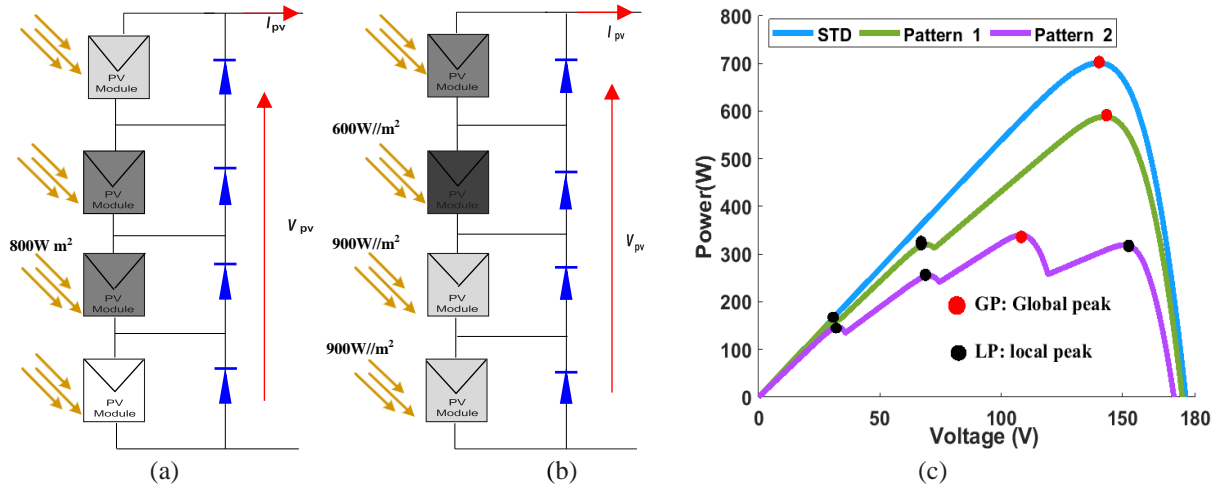 I pv
PV
Module
PV
Module
800W m²
PV
Module
PV
Module
V pv
(a)
I pv
PV
Module
600W//m²
PV
Module
900W//m²
PV
Module
900W//m²
PV
Module
V pv
(b)
800
700
600
500
400
300
200
100
0
Power(W)
STD
Pattern 1
Pattern 2
GP: Global peak
LP: local peak
0
50
100
150
180
Voltage (V)
(c)